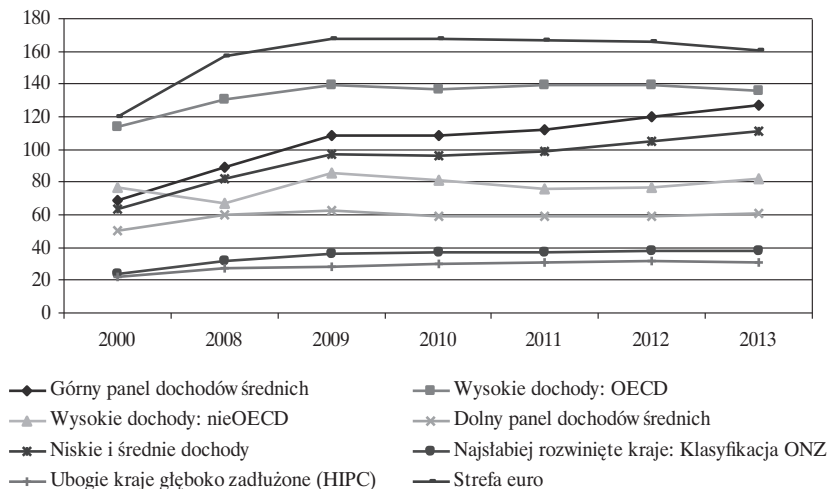 180
160
140
120
100
80
60
40
20
0
2000 2008 2009 2010 2011 2012 2013
Górny panel dochodów średnich Wysokie dochody: OECD
Wysokie dochody: nieOECD Dolny panel dochodów średnich
Niskie i średnie dochody Najsłabiej rozwinięte kraje: Klasyfikacja ONZ
Ubogie kraje głęboko zadłużone (HIPC) Strefa euro